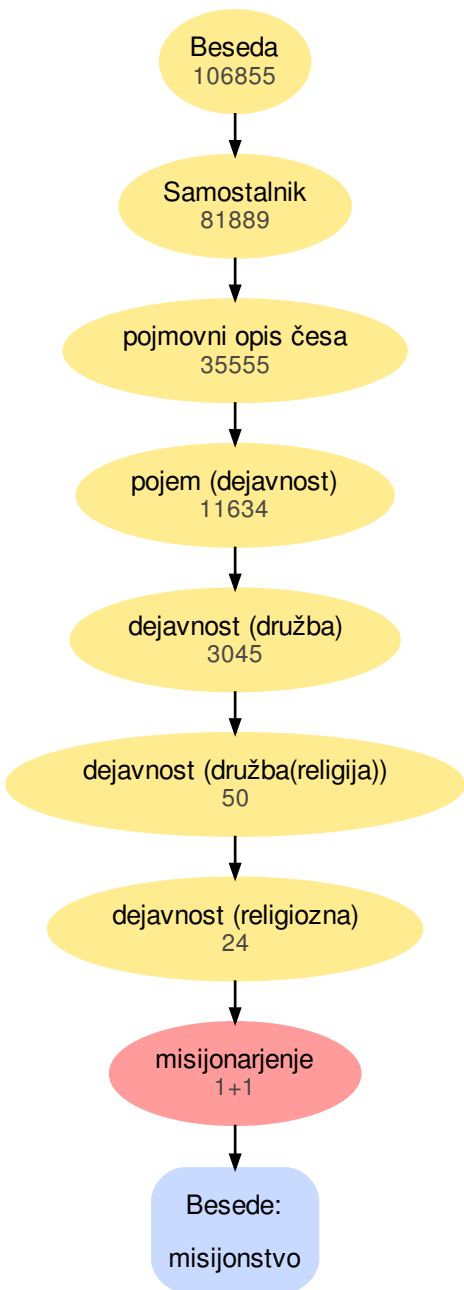 Beseda
106855
Samostalnik
81889
pojmovni opis česa
35555
pojem (dejavnost)
11634
dejavnost (družba)
3045
dejavnost (družba(religija))
50
dejavnost (religiozna)
24
misijonarjenje
1+1
Besede:
misijonstvo